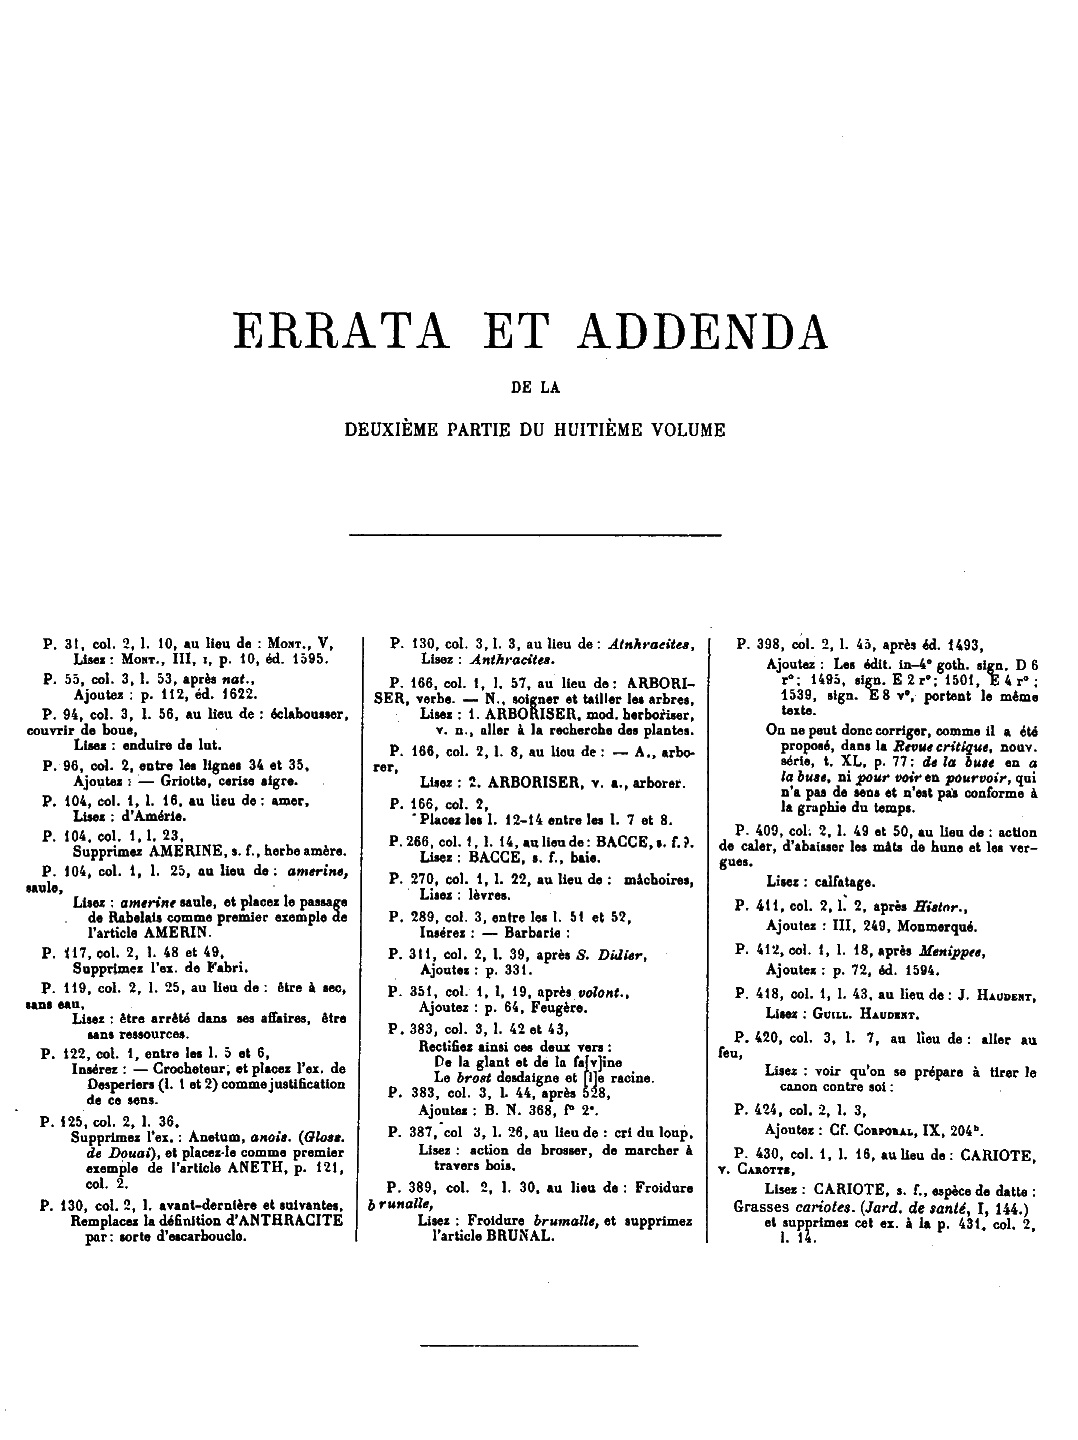 ERRATA ET ADDENDA
DE LA
DEUXIÈME PARTIE DU HUITIÈME VOLUME
P. 31, col. 2, l. 10, au lieu de : MONT., V,
Lisez : MONT., III, I, p. 10, éd. 1595.
P. 55, col. 3, l. 53, après nat.,
Ajoutez : p. 112, éd. 1622.
P. 94, col. 3, l. 56, au lieu de : éclabousser,
couvrir de boue,
Lisez : enduire de lut.
P. 96, col. 2, entre les lignes 34 et 35,
Ajoutez : — Griotte, cerise aigre.
P. 104, col. 1, l. 16, au lieu de : amer,
Lisez : d'Amérie.
P. 104, col. 1, l. 23,
Supprimez AMERINE, s. f., herbe amère.
P. 104, col. 1, l. 25, au lieu de : amerine,
saule,
Lisez : amerine saule, et placez le passage
de Rabelais comme premier exemple de
l'article AMERIN.
P. 117, col. 2, l. 48 et 49,
Supprimez l'ex. de Fabri.
P. 119, col. 2, l. 25, au lieu de : être à sec,
sans eau,
Lisez : être arrêté dans ses affaires, être
sans ressources.
P. 122, col. 1, entre les l. 5 et 6,
Insérez : — Crocheteur, et placez l'ex. de
Desperiers (l. 1 et 2) comme justification
de ce sens.
P. 125, col. 2, l. 36,
Supprimez l'ex. : Anetum, anois. (Gloss.
de Douai), et placez-le comme premier
exemple de l'article ANETH, p. 121,
col. 2.
P. 130, col. 2, l. avant-dernière et suivantes,
Remplacez la définition d'ANTHRACITE
par : sorte d'escarboucle.
P. 130, col. 3, l. 3, au lieu de : Atnhracites,
Lisez : Anthracites.
P. 166, col. 1, l. 57, au lieu de : ARBORI-
SER, verbe. — N., soigner et tailler les arbres,
Lisez : 1. ARBORISER, mod. herboriser,
v. n., aller à la recherche des plantes.
P. 166, col. 2, l. 8, au lieu de : — A., arbo-
rer,
Lisez : 2. ARBORISER, v. a., arborer.
P. 166, col. 2,
Placez les l. 12-14 entre les l. 7 et 8.
P. 266, col. 1, l. 14, au lieu de : BACCE, s. f.?.
Lisez : BACCE, s. f., baie.
P. 270, col. 1, l. 22, au lieu de : mâchoires,
Lisez : lèvres.
P. 289, col. 3, entre les l. 51 et 52,
Insérez : — Barbarie :
P. 311, col. 2, l. 39, après S. Didier,
Ajoutez : p. 331.
P. 351, col. 1, l, 19, après volont.,
Ajoutez : p. 64, Feugère.
P. 383, col. 3, l. 42 et 43,
Rectifiez ainsi ces deux vers :
De la glant et de la fa[v]ine
Le brost desdaigne et [l]e racine.
P. 383, col. 3, l. 44, après 528,
Ajoutez : B. N. 368, fº 2ª.
P. 387, col 3, l. 26, au lieu de : cri du loup,
Lisez : action de brosser, de marcher à
travers bois.
P. 389, col. 2, l. 30, au lieu de : Froidure
brunalle,
Lisez : Froidure brumalle, et supprimez
l'article BRUNAL.
P. 398, col. 2, l. 45, après éd. 1493,
Ajoutez : Les édit. in-4º goth. sign. D 6
rº ; 1495, sign. E 2 rº ; 1501, E 4 rº ;
1539, sign. E 8 vº, portent le même
texte.
On ne peut donc corriger, comme il a été
proposé, dans la Revue critique, nouv.
série, t. XL, p. 77 : de la buse en a
la buse, ni pour voir en pourvoir, qui
n'a pas de sens et n'est pas conforme à
la graphie du temps.
P. 409, col. 2, l. 49 et 50, au lieu de : action
de caler, d'abaisser les mâts de hune et les ver-
gues.
Lisez : calfatage.
P. 411, col. 2, l. 2, après Histor.,
Ajoutez : III, 249, Monmerqué.
P. 412, col. 1, l. 18, après Menippee,
Ajoutez : p. 72, éd. 1594.
P. 418, col. 1, l. 43, au lieu de : J. HAUDENT,
Lisez : GUILL. HAUDENT.
P. 420, col. 3, l. 7, au lieu de : aller au
feu,
Lisez : voir qu'on se prépare à tirer le
canon contre soi :
P. 424, col. 2, l. 3,
Ajoutez : Cf. CORPORAL, IX, 204ᵇ.
P. 430, col. 1, l. 16, au lieu de : CARIOTE,
v. CAROTTE,
Lisez : CARIOTE, s. f., espèce de datte :
Grasses cariotes. (Jard. de santé, I, 144.)
et supprimez cet ex. à la p. 431, col. 2,
l. 14.